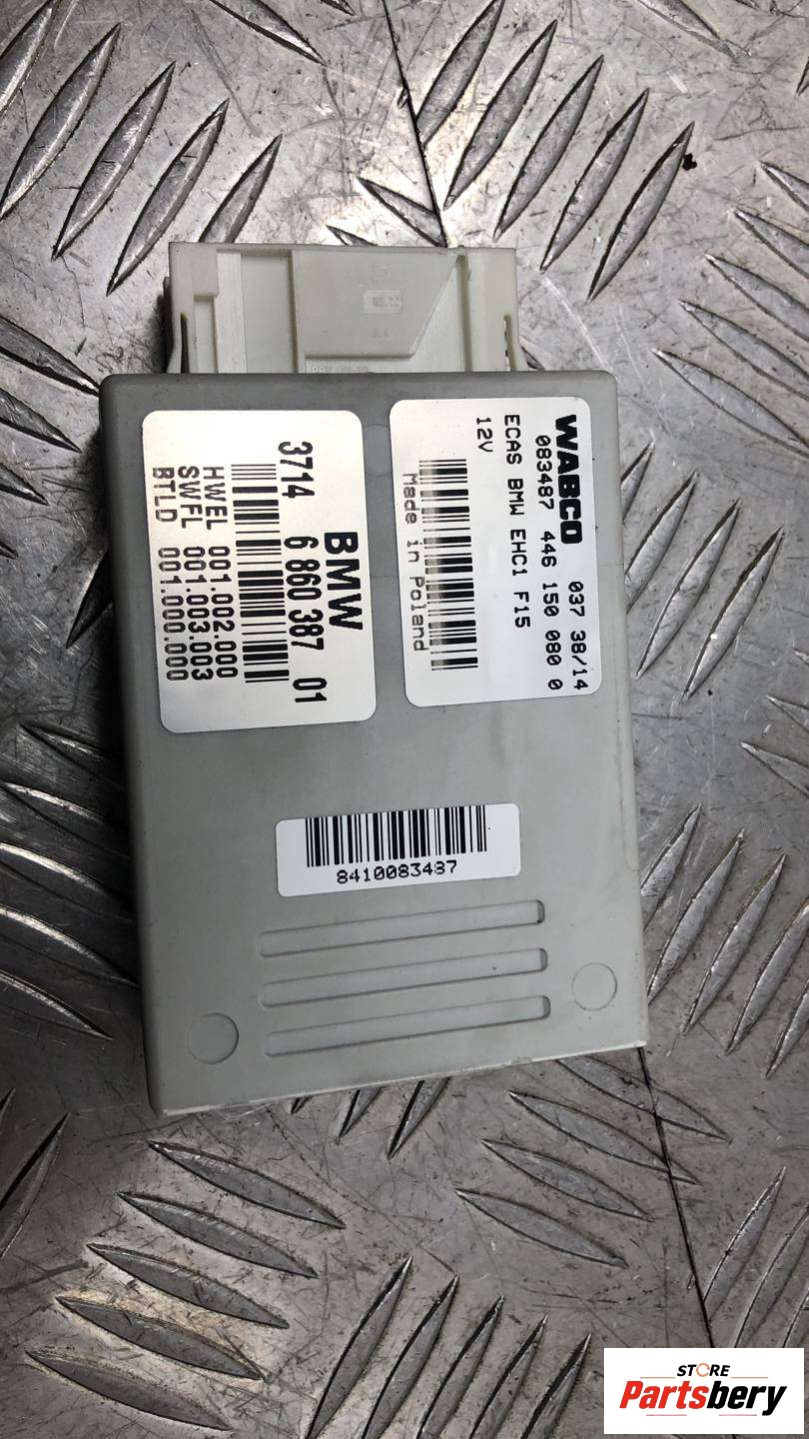 WABCO 037 38/14
083487 446 150 080 0
ECAS BMW EHC1 F15
12V
Made in Poland
BMW
3714 6 860 387 01
HWEL 001.002.000
SWFL 001.003.003
BTLD 001.000.000
8410083487
STORE
Partsbery